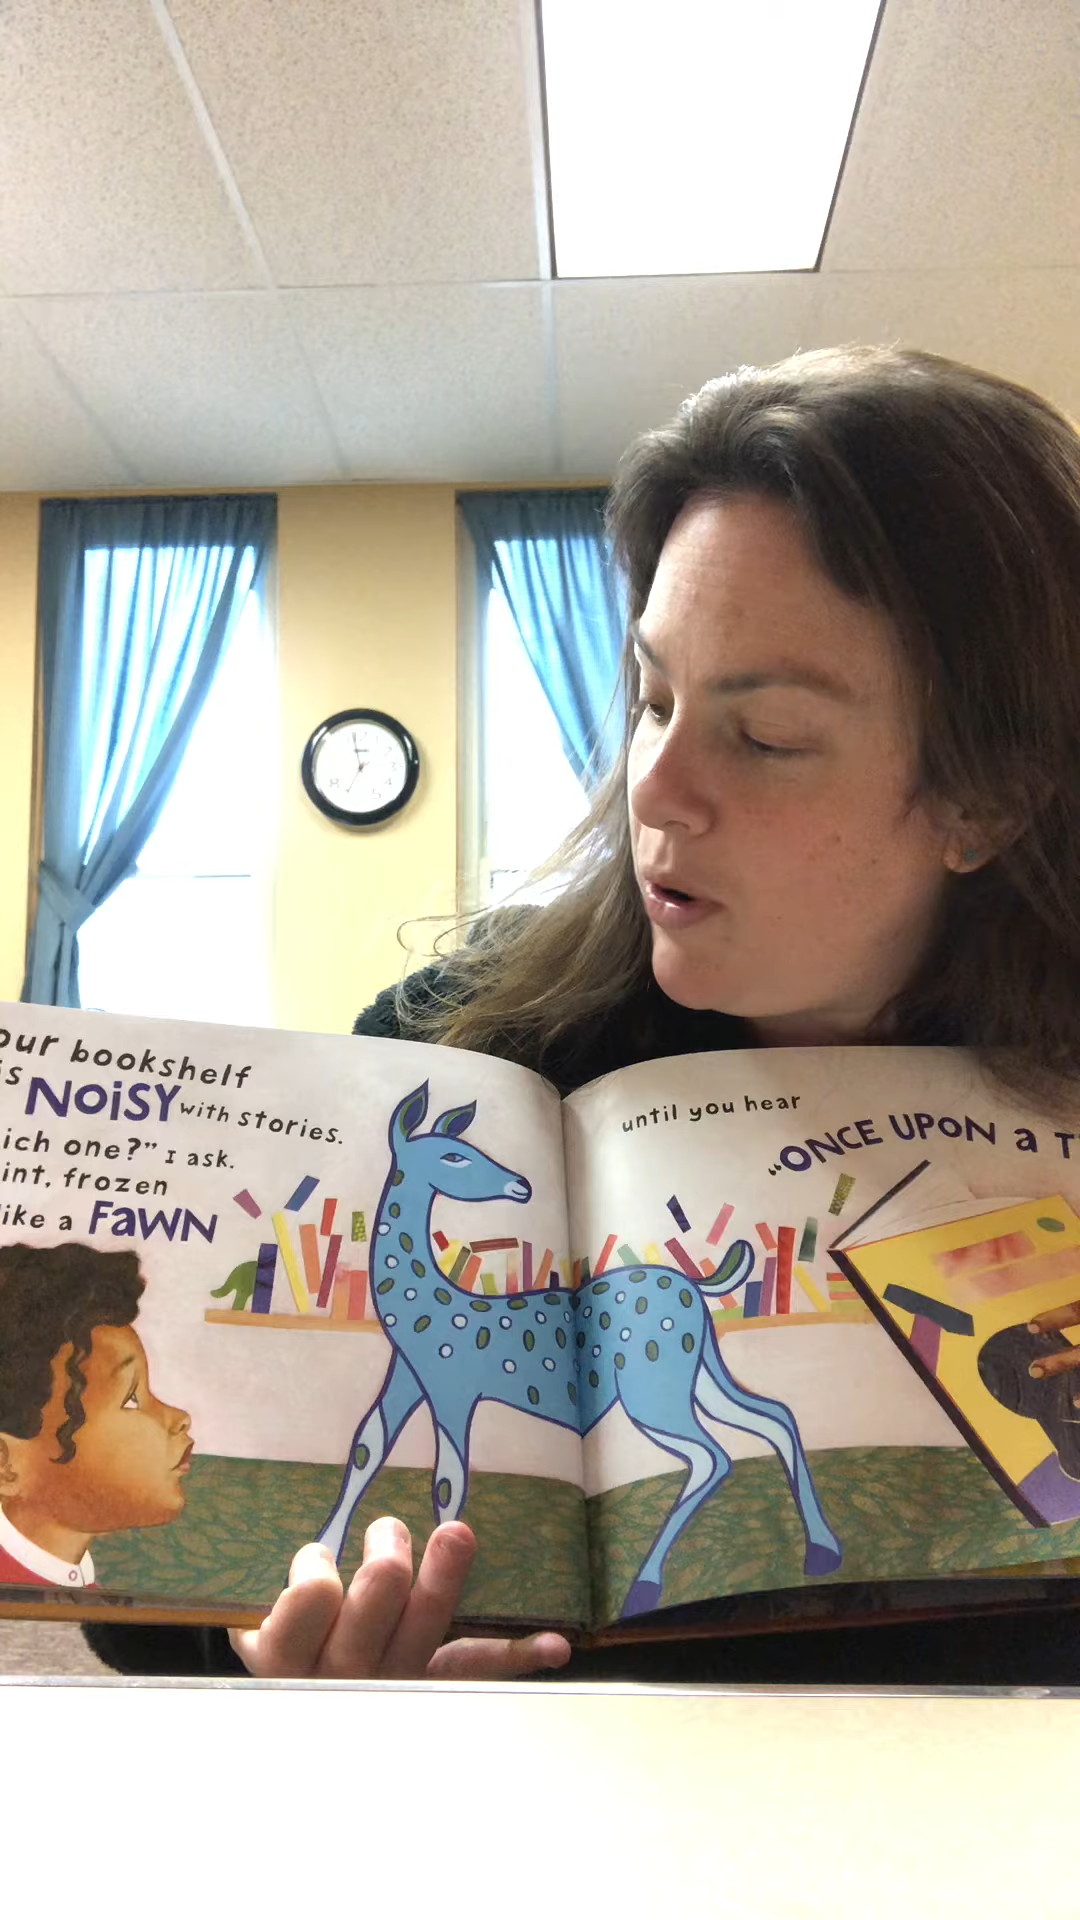 our bookshelf
is NOiSY with stories.
ich one?" I ask.
int, frozen
ike a FaWN
until you hear
"ONCE UPON a T